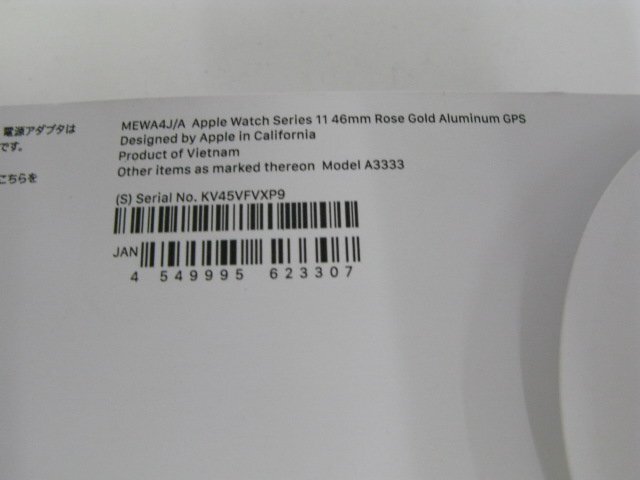 電源アダプタは
です。
こちらを
MEWA4J/A Apple Watch Series 11 46mm Rose Gold Aluminum GPS
Designed by Apple in California
Product of Vietnam
Other items as marked thereon Model A3333
(S) Serial No. KV45VFVXP9
JAN
4 549995 623307